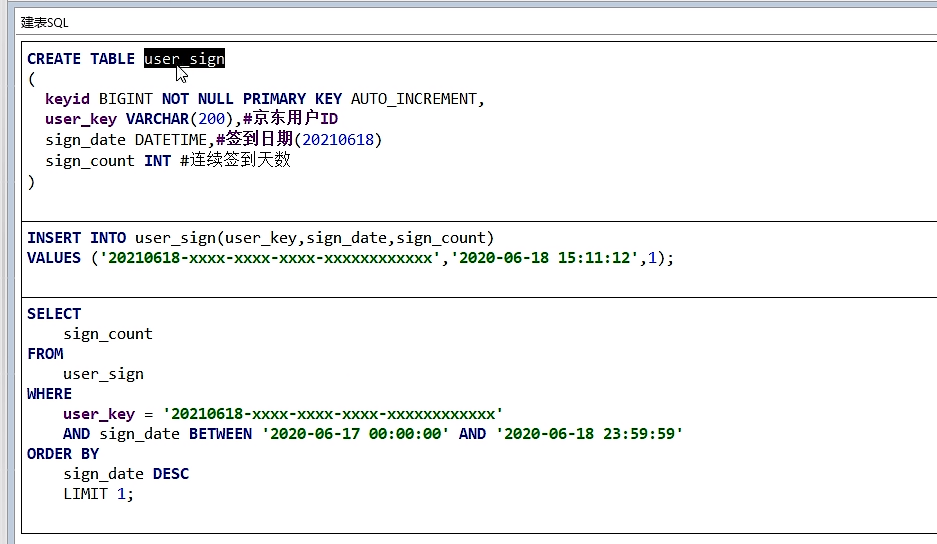 建表SQL
CREATE TABLE user_sign
(
keyid BIGINT NOT NULL PRIMARY KEY AUTO_INCREMENT,
user_key VARCHAR(200),#京东用户ID
sign_date DATETIME,#签到日期(20210618)
sign_count INT #连续签到天数
)
INSERT INTO user_sign(user_key,sign_date,sign_count)
VALUES ('20210618-xxxx-xxxx-xxxx-xxxxxxxxxxxx','2020-06-18 15:11:12',1);
SELECT
sign_count
FROM
user_sign
WHERE
user_key = '20210618-xxxx-xxxx-xxxx-xxxxxxxxxxxx'
AND sign_date BETWEEN '2020-06-17 00:00:00' AND '2020-06-18 23:59:59'
ORDER BY
sign_date DESC
LIMIT 1;